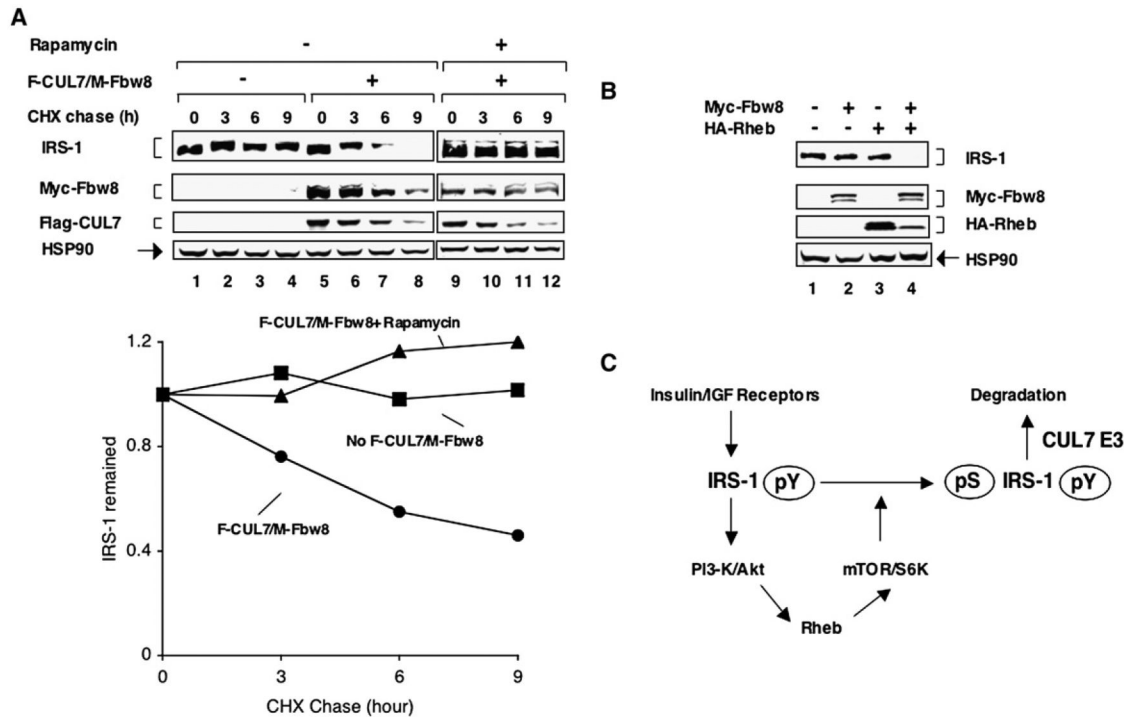 A
Rapamycin - +
F-CUL7/M-Fbw8 - + +
CHX chase (h) 0 3 6 9 0 3 6 9 0 3 6 9
IRS-1
Myc-Fbw8
Flag-CUL7
HSP90
1 2 3 4 5 6 7 8 9 10 11 12
F-CUL7/M-Fbw8+Rapamycin
No F-CUL7/M-Fbw8
F-CUL7/M-Fbw8
IRS-1 remained
1.2
0.8
0.4
0
0 3 6 9
CHX Chase (hour)
B
Myc-Fbw8 - + - +
HA-Rheb - - + +
IRS-1
Myc-Fbw8
HA-Rheb
HSP90
1 2 3 4
C
Insulin/IGF Receptors Degradation
CUL7 E3
IRS-1 pY pS IRS-1 pY
PI3-K/Akt mTOR/S6K
Rheb